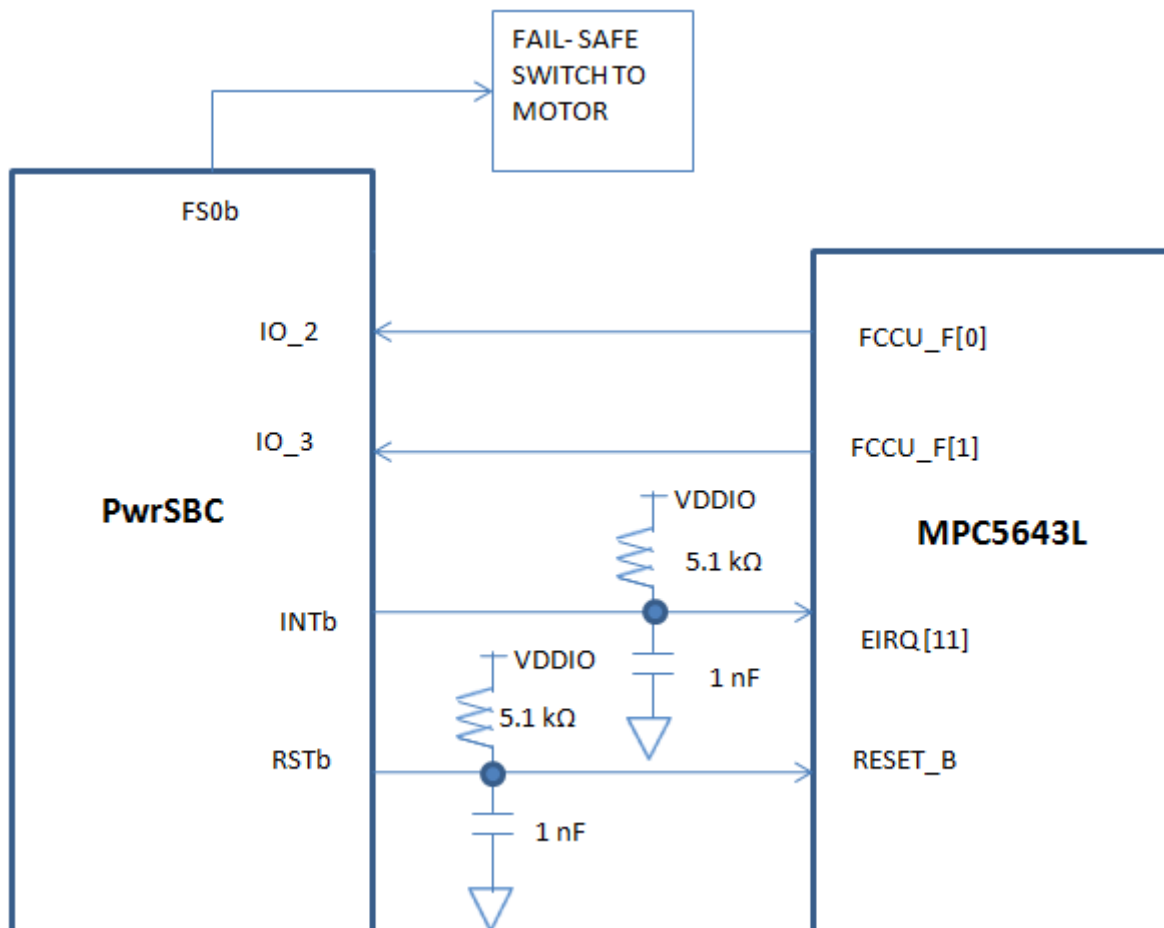 FAIL- SAFE
SWITCH TO
MOTOR
FS0b
IO_2
FCCU_F[0]
IO_3
FCCU_F[1]
PwrSBC
VDDIO
MPC5643L
5.1 kΩ
INTb
EIRQ[11]
VDDIO
1 nF
5.1 kΩ
RSTb
RESET_B
1 nF